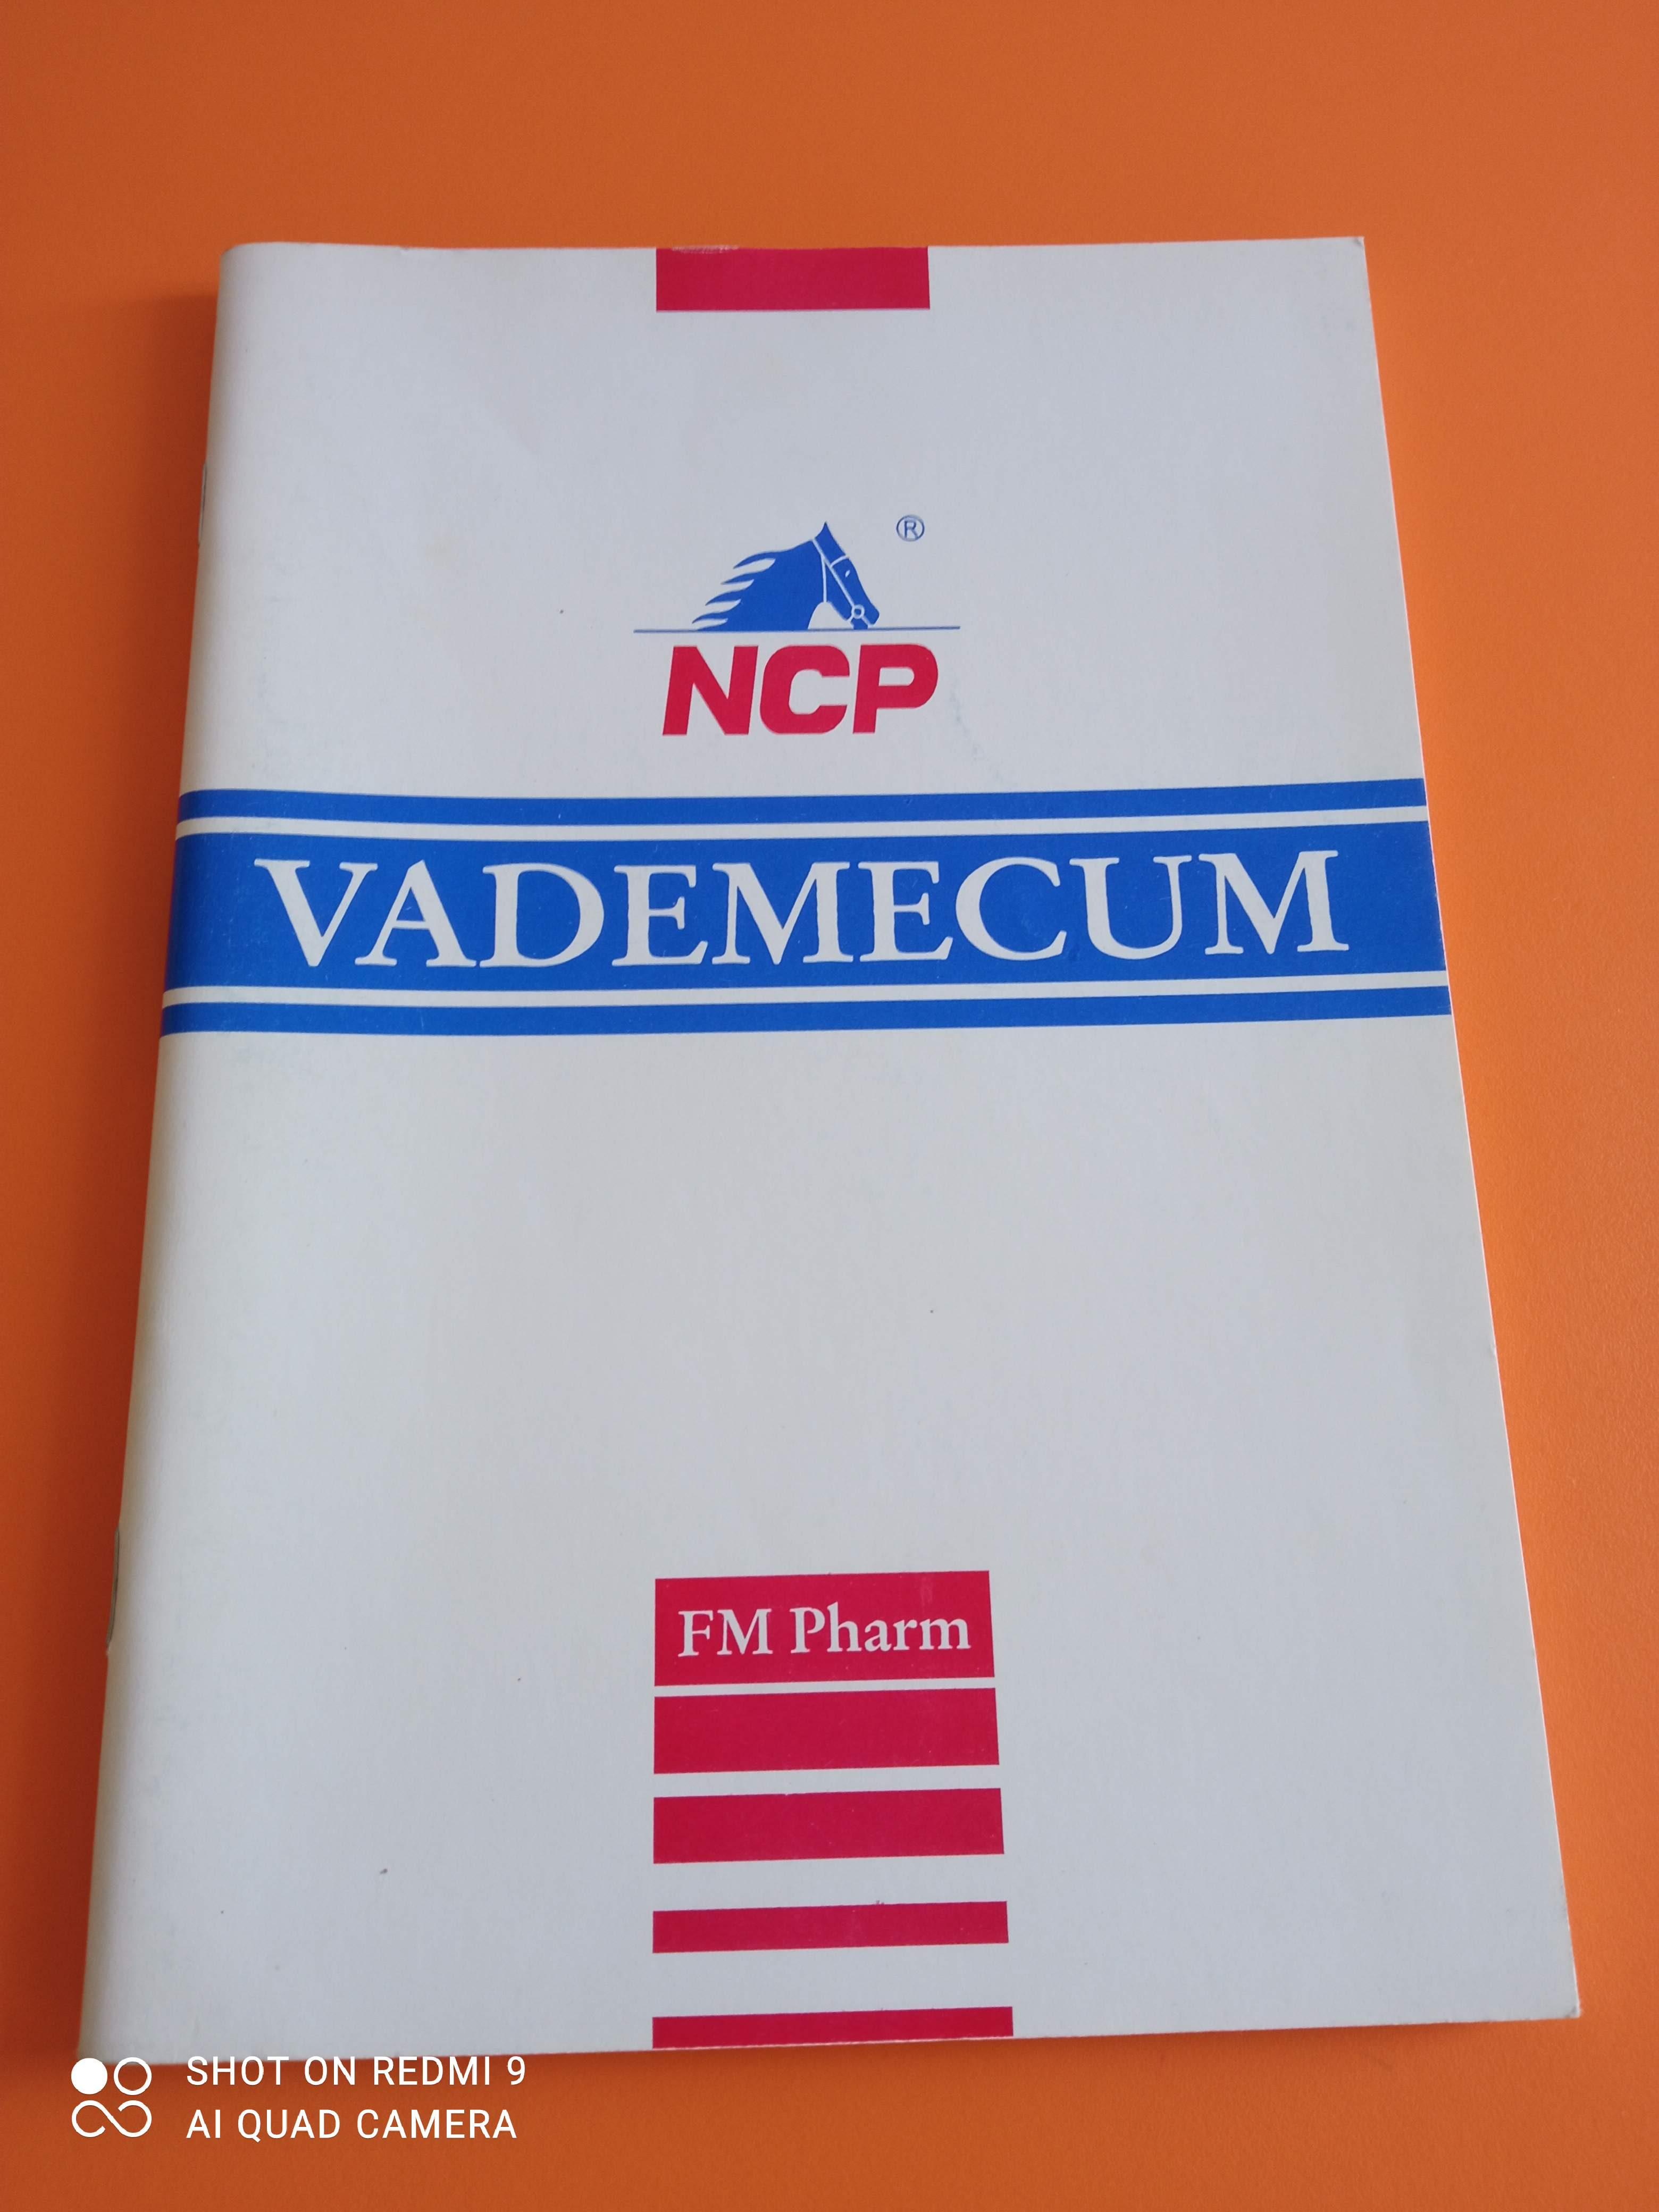 ®
NCP
VADEMECUM
FM Pharm
SHOT ON REDMI 9
AI QUAD CAMERA